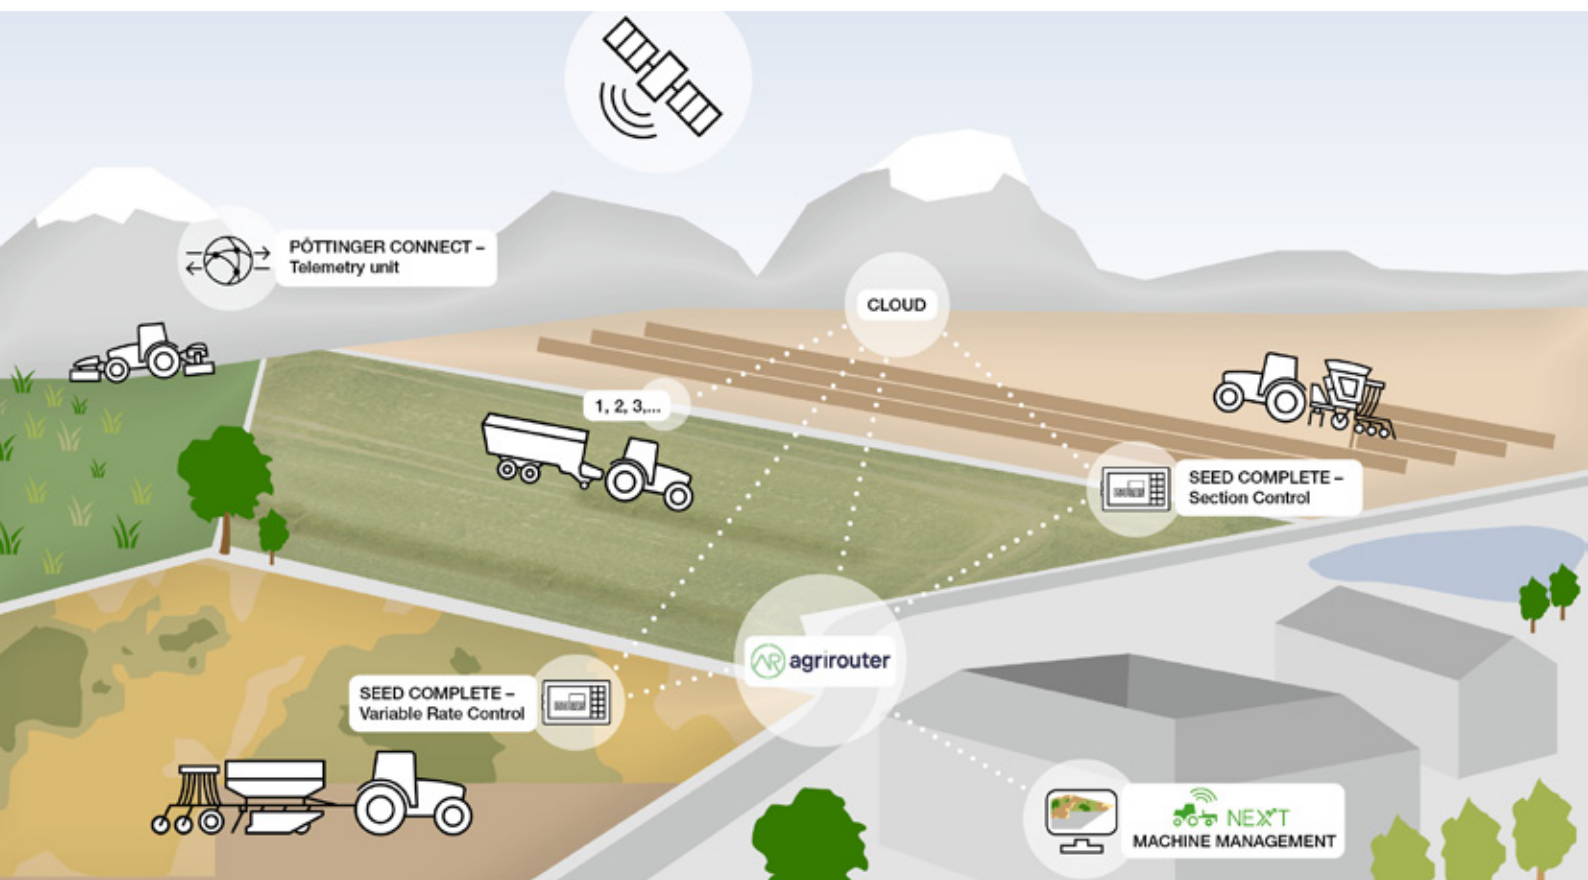 PÖTTINGER CONNECT –
Telemetry unit
CLOUD
1, 2, 3,...
SEED COMPLETE –
Section Control
agrirouter
SEED COMPLETE –
Variable Rate Control
NEXT
MACHINE MANAGEMENT